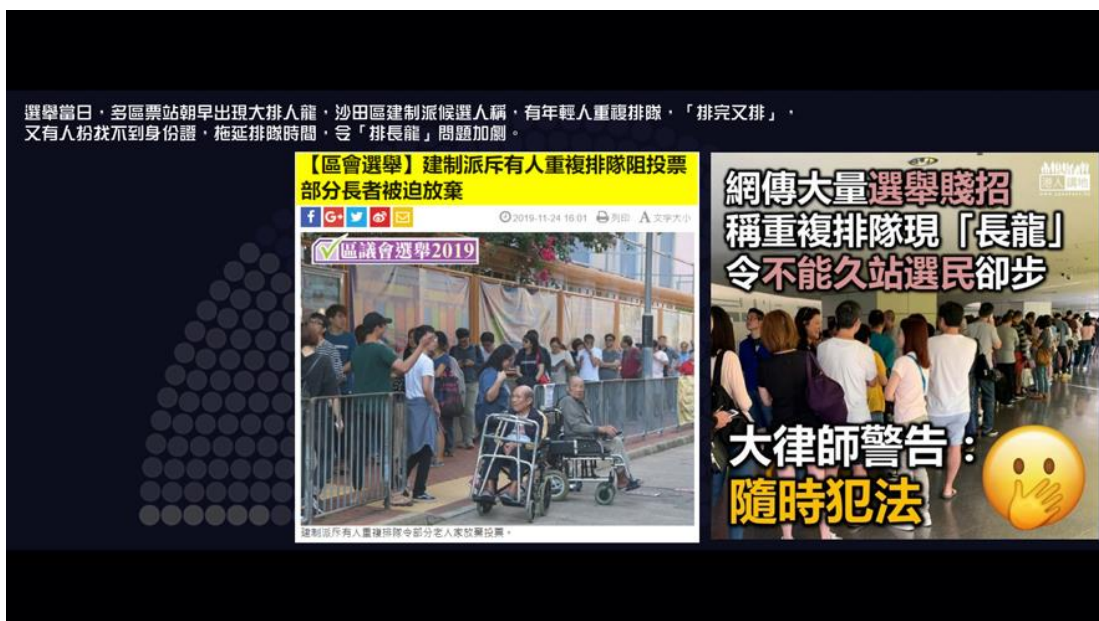 選舉當日，多區票站朝早出現大排人龍，沙田區建制派候選人稱，有年輕人重複排隊，「排完又排」，
又有人扮找不到身份證，拖延排隊時間，令「排長龍」問題加劇。
【區會選舉】建制派斥有人重複排隊阻投票
部分長者被迫放棄
2019-11-24 16:01 列印 A 文字大小
區議會選舉2019
建制派斥有人重複排隊令部分老人家放棄投票。
網傳大量選舉賤招
稱重複排隊現「長龍」
令不能久站選民卻步
大律師警告：
隨時犯法
港人講地